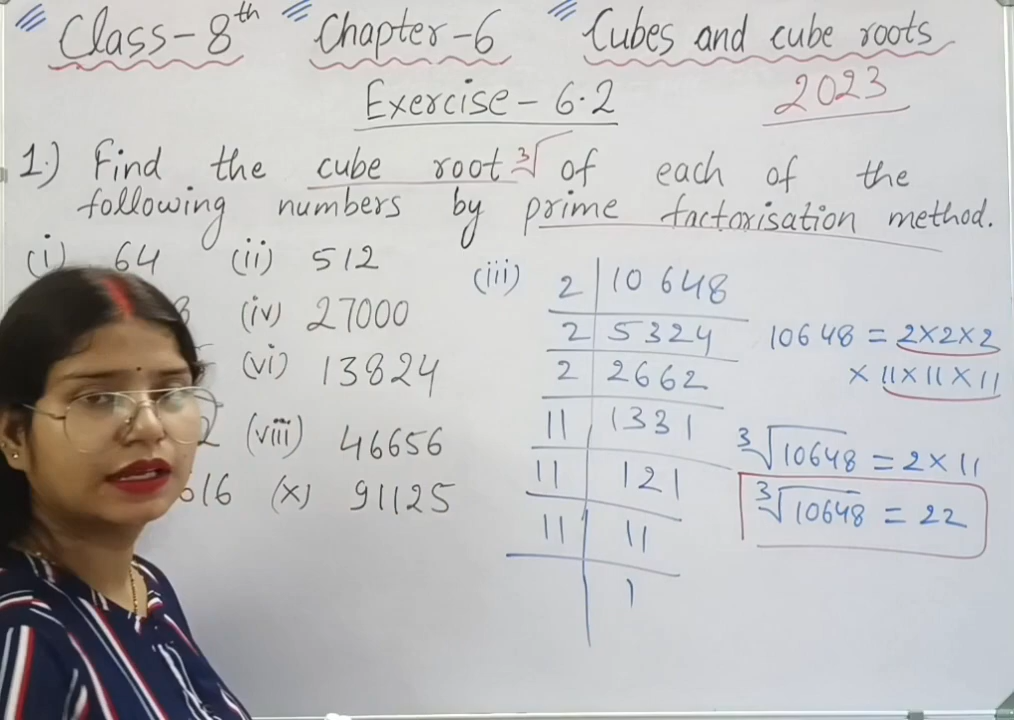 Class-8th Chapter-6 Cubes and cube roots
Exercise-6.2 2023
1.) Find the cube root ∛ of each of the
following numbers by prime factorisation method.
(i) 64 (ii) 512
(iv) 27000
(vi) 13824
2 (viii) 46656
616 (x) 91125
(iii) 2 | 10648
2 | 5324
2 | 2662
11 | 1331
11 | 121
11 | 11
1
10648 = 2×2×2
× 11×11×11
∛10648 = 2×11
∛10648 = 22